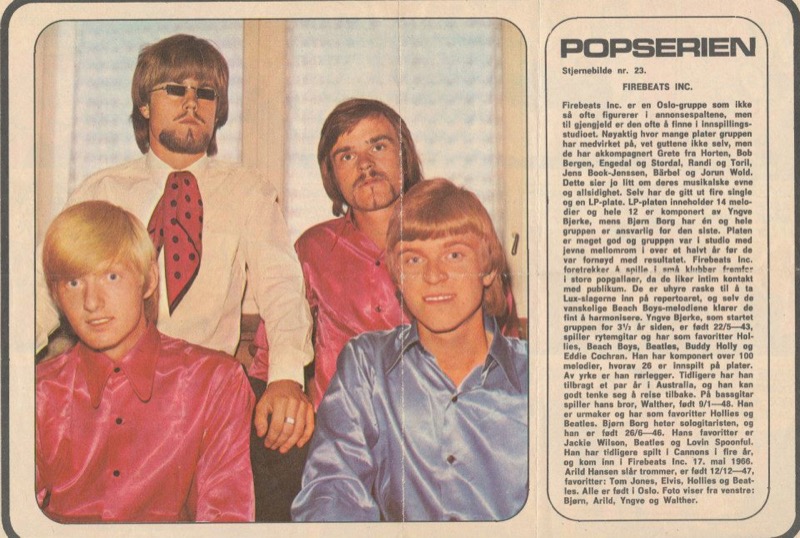 POPSERIEN
Stjernebilde nr. 23.
FIREBEATS INC.
Firebeats Inc. er en Oslo-gruppe som ikke
så ofte figurerer i annonsespaltene, men
til gjengjeld er den ofte å finne i innspillings-
studioet. Nøyaktig hvor mange plater gruppen
har medvirket på, vet guttene ikke selv, men
de har akkompagnert Grete fra Horten, Bob
Bergen, Engedal og Stordal, Randi og Toril,
Jens Book-Jenssen, Bärbel og Jorun Wold.
Dette sier jo litt om deres musikalske evne
og allsidighet. Selv har de gitt ut fire single
og en LP-plate. LP-platen inneholder 14 melo-
dier og hele 12 er komponert av Yngve
Bjerke, mens Bjørn Borg har én og hele
gruppen er ansvarlig for den siste. Platen
er meget god og gruppen var i studio med
jevne mellomrom i over et halvt år før de
var fornøyd med resultatet. Firebeats Inc.
foretrekker å spille i små klubber fremfor
i store popgallaer, da de liker intim kontakt
med publikum. De er uhyre raske til å ta
Lux-slagerne inn på repertoaret, og selv de
vanskelige Beach Boys-melodiene klarer de
fint å harmonisere. Yngve Bjerke, som startet
gruppen for 3½ år siden, er født 22/5—43,
spiller rytmgitar og har som favoritter Hol-
lies, Beach Boys, Beatles, Buddy Holly og
Eddie Cochran. Han har komponert over 100
melodier, hvorav 26 er innspilt på plater.
Av yrke er han rørlegger. Tidligere har han
tilbragt et par år i Australia, og han kan
godt tenke seg å reise tilbake. På bassgitar
spiller hans bror, Walther, født 9/1—48. Han
er urmaker og har som favoritter Hollies og
Beatles. Bjørn Borg heter sologitaristen, og
han er født 26/6—46. Hans favoritter er
Jackie Wilson, Beatles og Lovin Spoonful.
Han har tidligere spilt i Cannons i fire år,
og kom inn i Firebeats Inc. 17. mai 1966.
Arild Hansen slår trommer, er født 12/12—47,
favoritter: Tom Jones, Elvis, Hollies og Beat-
les. Alle er født i Oslo. Foto viser fra venstre:
Bjørn, Arild, Yngve og Walther.